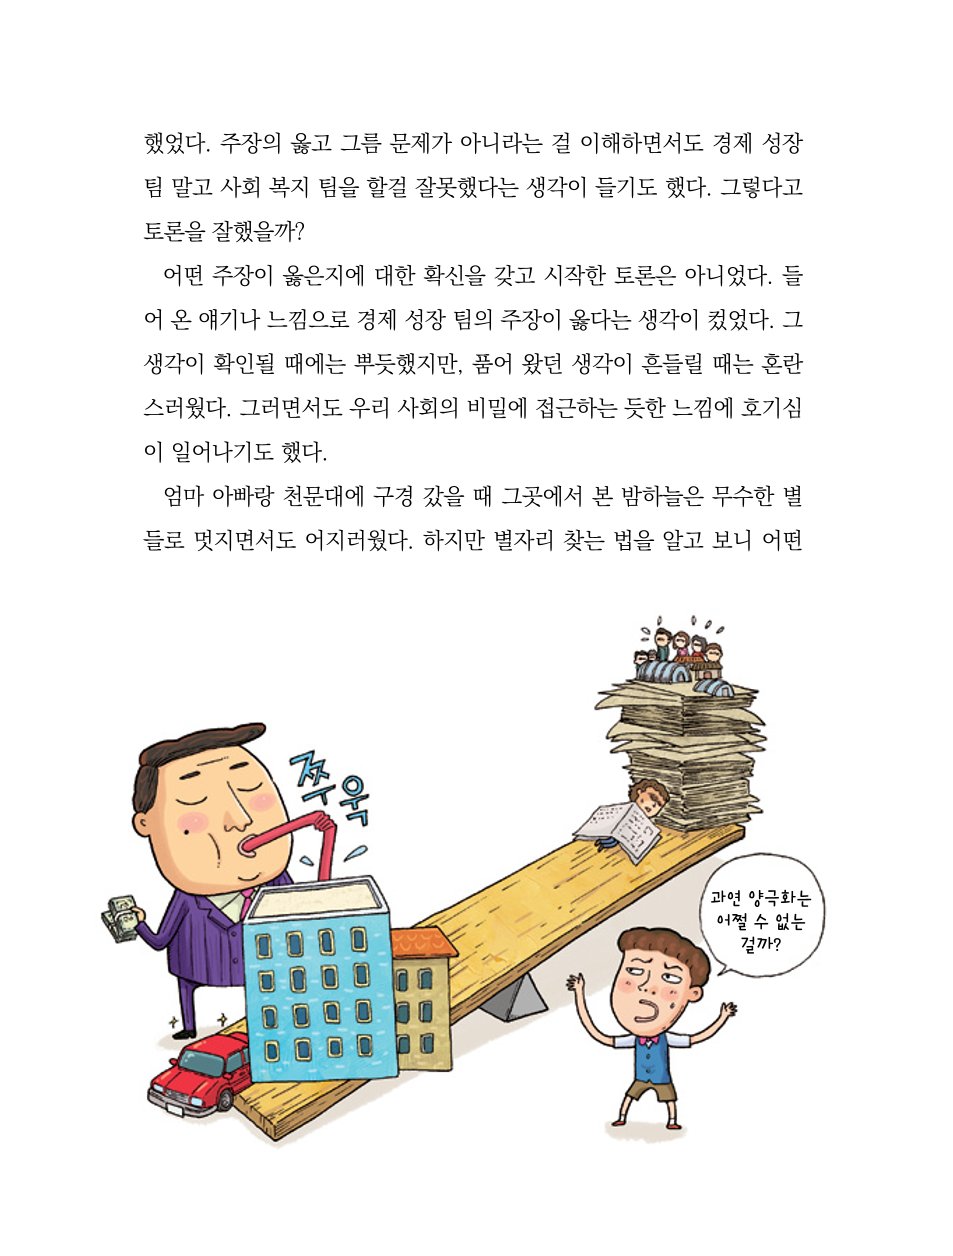 했었다. 주장의 옳고 그름 문제가 아니라는 걸 이해하면서도 경제 성장
팀 말고 사회 복지 팀을 할걸 잘못했다는 생각이 들기도 했다. 그렇다고
토론을 잘했을까?
어떤 주장이 옳은지에 대한 확신을 갖고 시작한 토론은 아니었다. 들
어 온 얘기나 느낌으로 경제 성장 팀의 주장이 옳다는 생각이 컸었다. 그
생각이 확인될 때에는 뿌듯했지만, 품어 왔던 생각이 흔들릴 때는 혼란
스러웠다. 그러면서도 우리 사회의 비밀에 접근하는 듯한 느낌에 호기심
이 일어나기도 했다.
엄마 아빠랑 천문대에 구경 갔을 때 그곳에서 본 밤하늘은 무수한 별
들로 멋지면서도 어지러웠다. 하지만 별자리 찾는 법을 알고 보니 어떤
쭈욱
과연 양극화는
어쩔 수 없는
걸까?